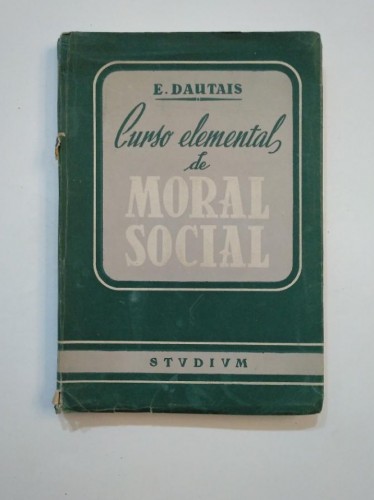 E. DAUTAIS
Curso elemental
de
MORAL
SOCIAL
STVDIVM